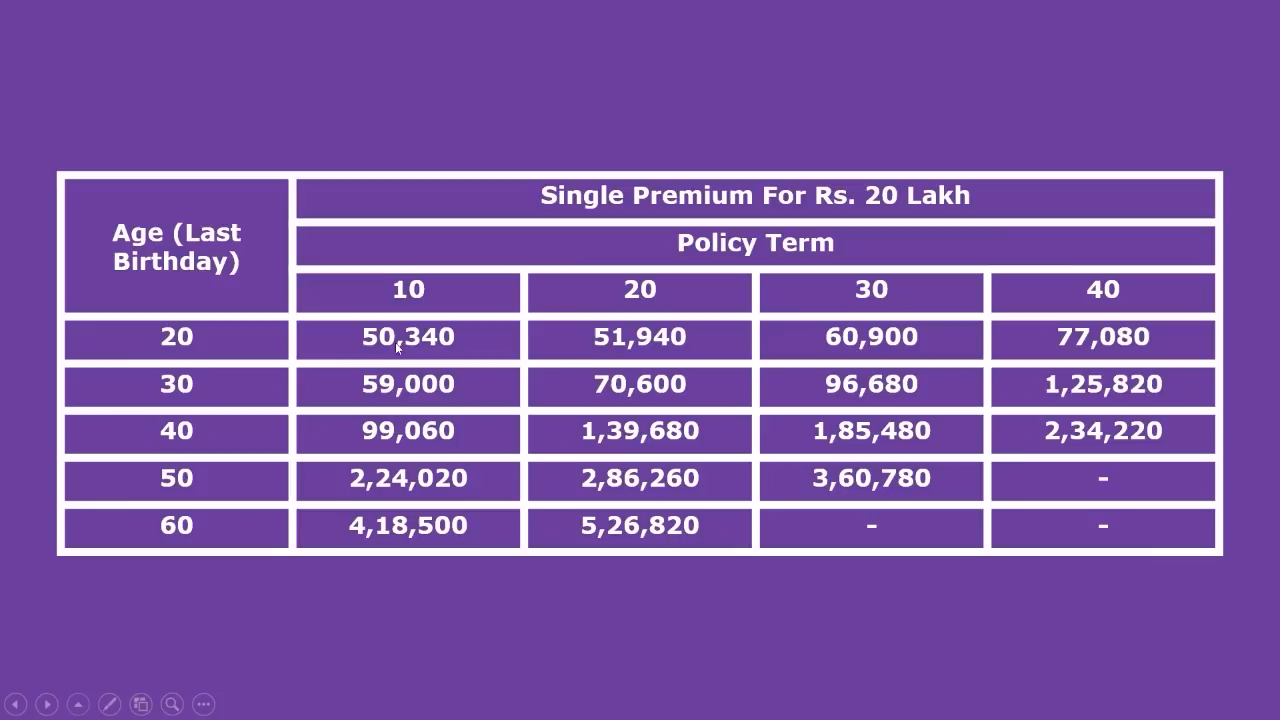 Single Premium For Rs. 20 Lakh
Age (Last
Birthday)
Policy Term
10 20 30 40
20 50,340 51,940 60,900 77,080
30 59,000 70,600 96,680 1,25,820
40 99,060 1,39,680 1,85,480 2,34,220
50 2,24,020 2,86,260 3,60,780 -
60 4,18,500 5,26,820 - -